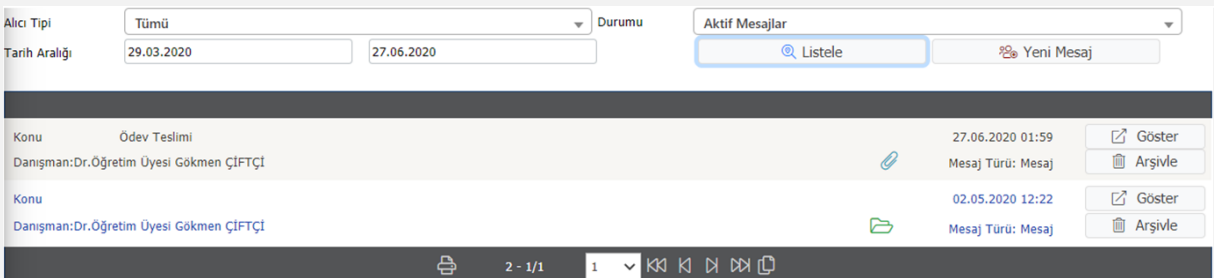 Alıcı Tipi Tümü Durumu Aktif Mesajlar
Tarih Aralığı 29.03.2020 27.06.2020 Listele Yeni Mesaj
Konu Ödev Teslimi 27.06.2020 01:59 Göster
Danışman:Dr.Öğretim Üyesi Gökmen ÇİFTÇİ Mesaj Türü: Mesaj Arşivle
Konu 02.05.2020 12:22 Göster
Danışman:Dr.Öğretim Üyesi Gökmen ÇİFTÇİ Mesaj Türü: Mesaj Arşivle
2 - 1/1 1